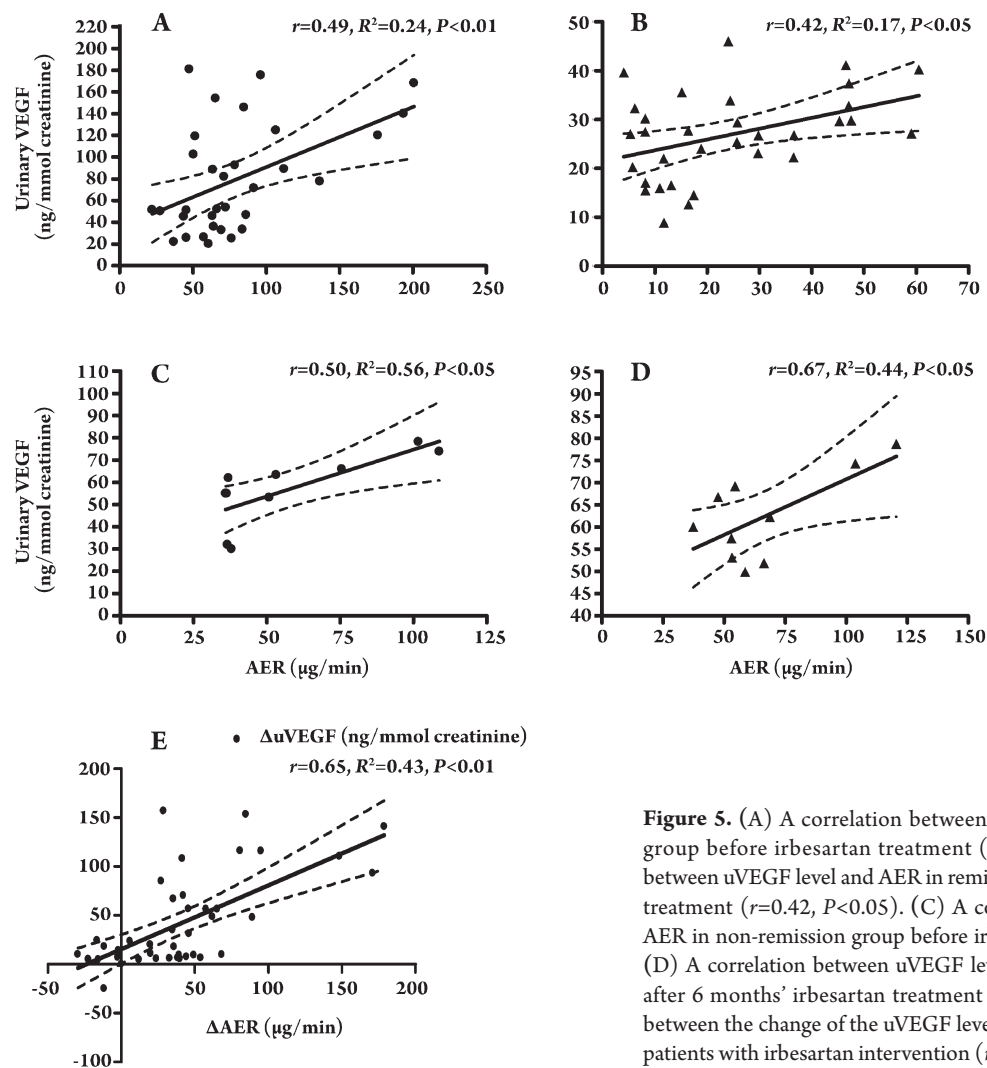 A
r=0.49, R²=0.24, P<0.01
220
200
180
160
140
120
100
80
60
40
20
0
0 50 100 150 200 250
Urinary VEGF
(ng/mmol creatinine)
B
r=0.42, R²=0.17, P<0.05
50
40
30
20
10
0
0 10 20 30 40 50 60 70
C
r=0.50, R²=0.56, P<0.05
110
100
90
80
70
60
50
40
30
20
10
0
0 25 50 75 100 125
Urinary VEGF
(ng/mmol creatinine)
AER (µg/min)
D
r=0.67, R²=0.44, P<0.05
95
90
85
80
75
70
65
60
55
50
45
40
0 25 50 75 100 125 150
AER (µg/min)
E
ΔuVEGF (ng/mmol creatinine)
r=0.65, R²=0.43, P<0.01
200
150
100
50
-50 50 100 150 200
-50
-100
ΔAER (µg/min)
Figure 5. (A) A correlation between
group before irbesartan treatment (
between uVEGF level and AER in remi
treatment (r=0.42, P<0.05). (C) A co
AER in non-remission group before ir
(D) A correlation between uVEGF lev
after 6 months’ irbesartan treatment
between the change of the uVEGF leve
patients with irbesartan intervention (r